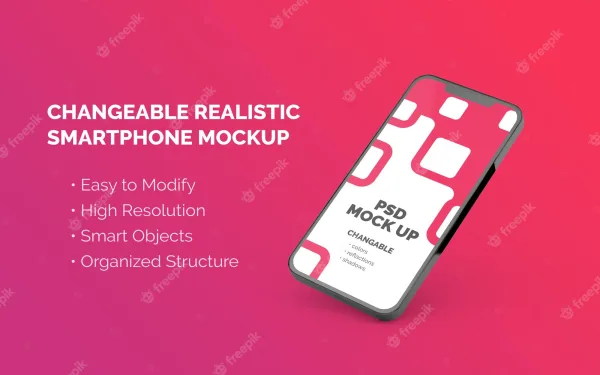 CHANGEABLE REALISTIC
SMARTPHONE MOCKUP
• Easy to Modify
• High Resolution
• Smart Objects
• Organized Structure
PSD
MOCK UP
CHANGABLE
• colors
• reflactions
• shadows
freepik